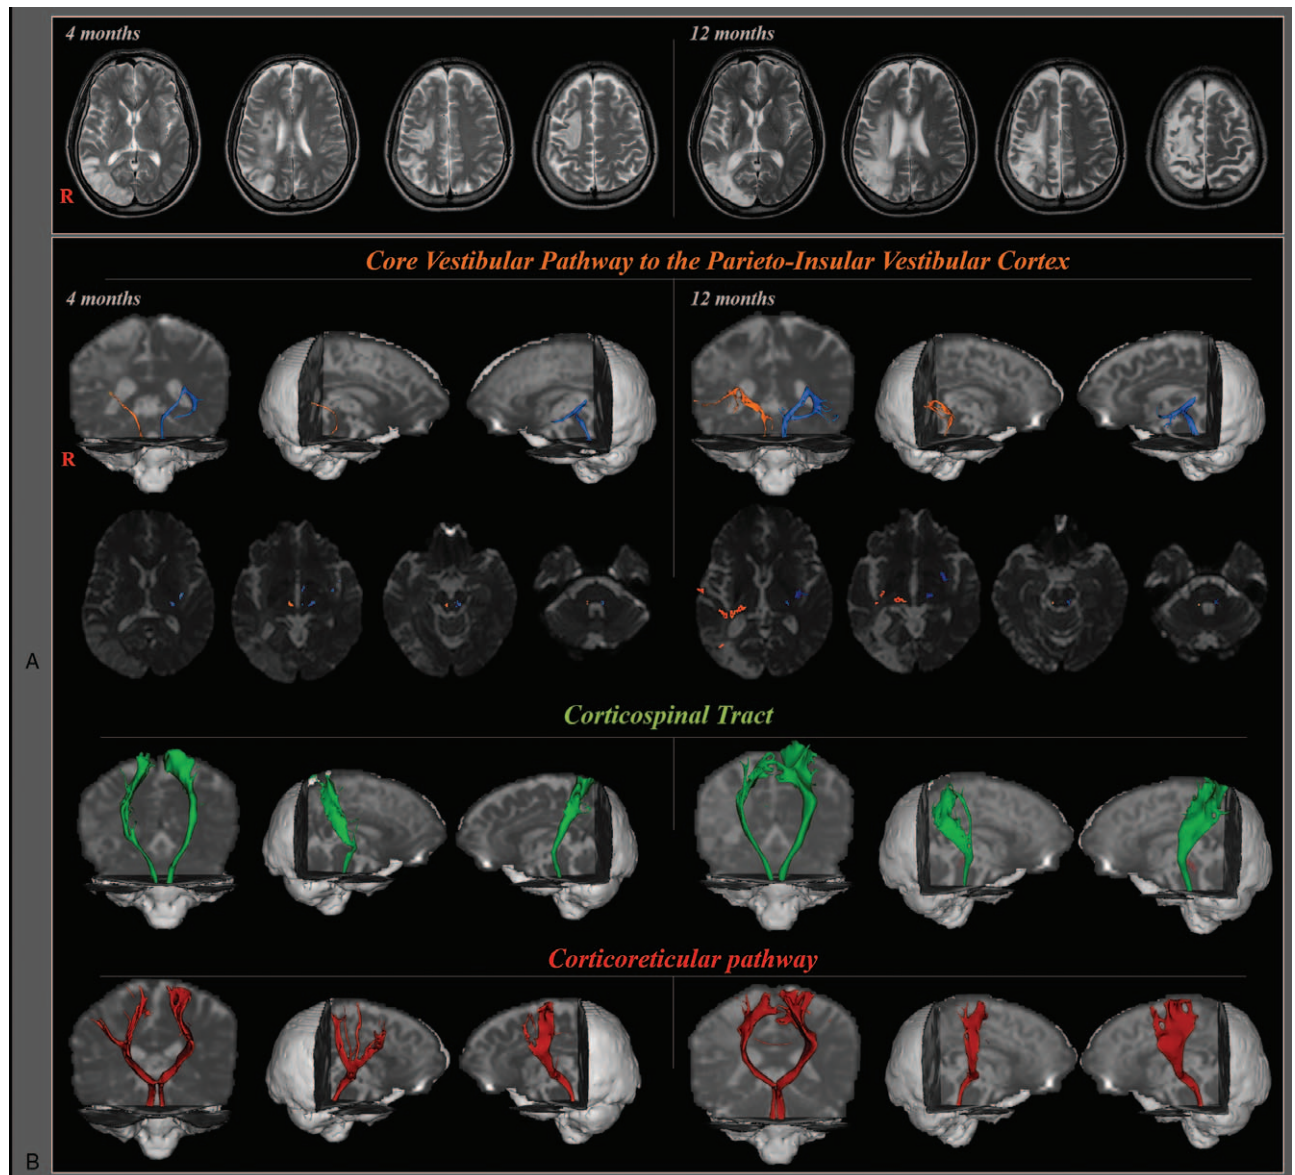 4 months
12 months
R
Core Vestibular Pathway to the Parieto-Insular Vestibular Cortex
4 months
12 months
R
A
Corticospinal Tract
Corticoreticular pathway
B